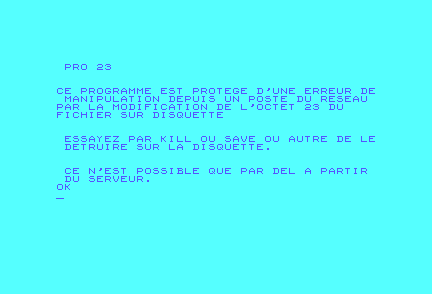 PRO 23
CE PROGRAMME EST PROTEGE D'UNE ERREUR DE
MANIPULATION DEPUIS UN POSTE DU RESEAU
PAR LA MODIFICATION DE L'OCTET 23 DU
FICHIER SUR DISQUETTE
ESSAYEZ PAR KILL OU SAVE OU AUTRE DE LE
DETRUIRE SUR LA DISQUETTE.
CE N'EST POSSIBLE QUE PAR DEL A PARTIR
DU SERVEUR.
OK